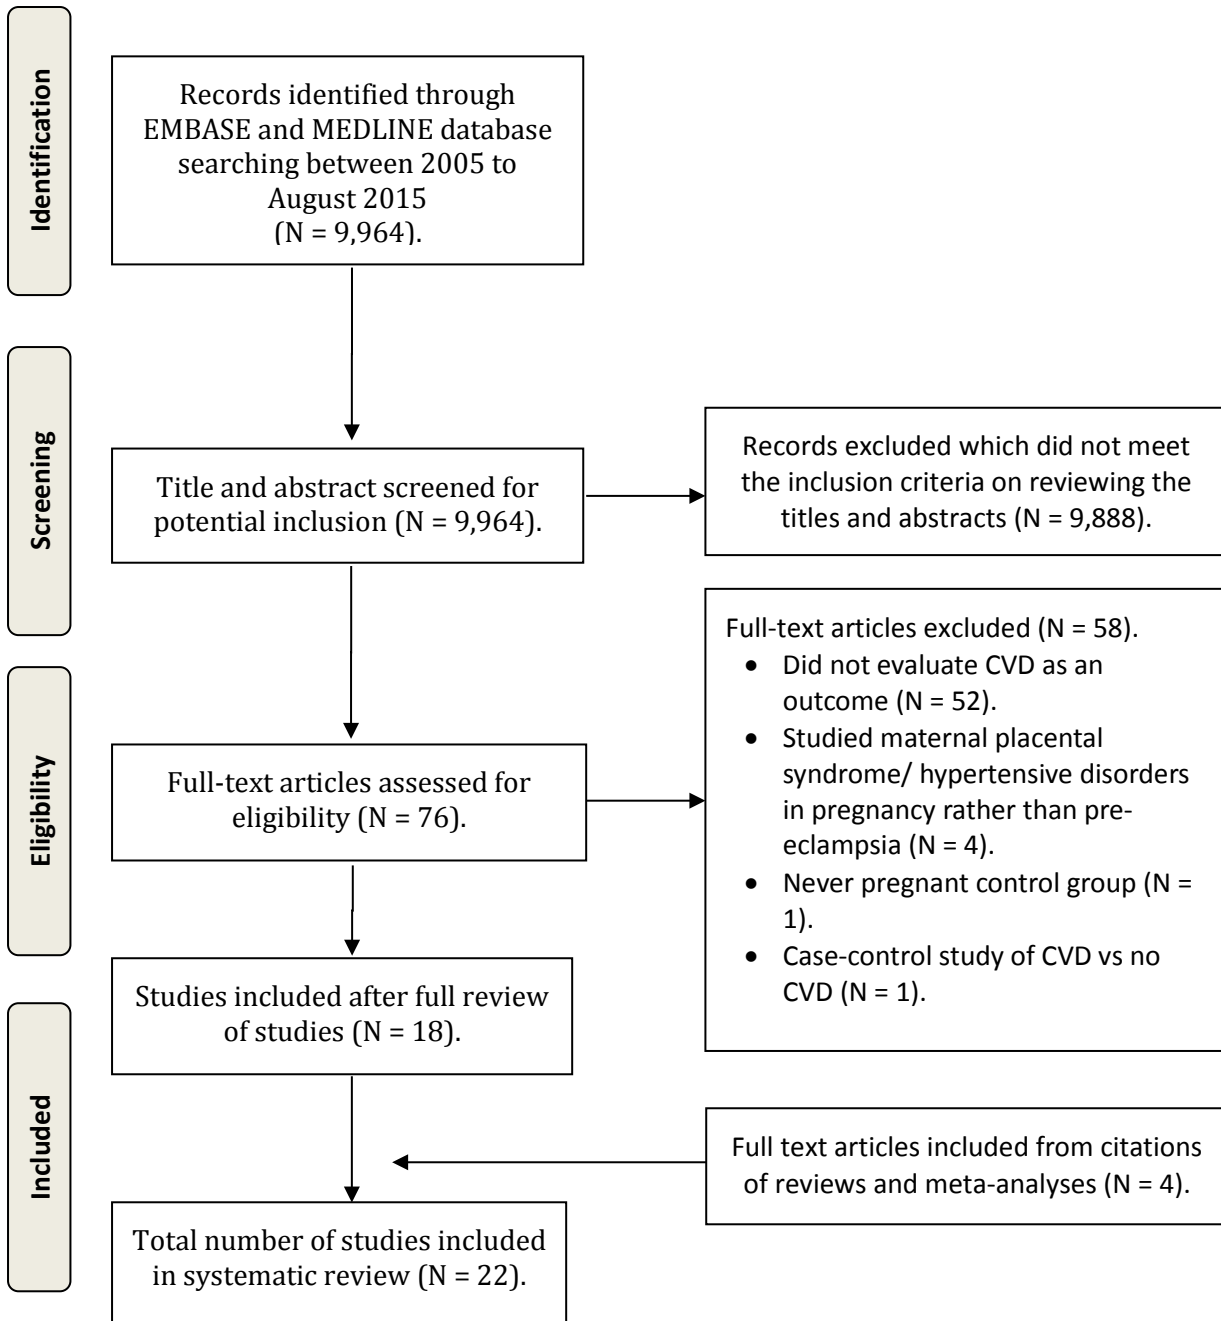 Identification
Records identified through
EMBASE and MEDLINE database
searching between 2005 to
August 2015
(N = 9,964).
Screening
Title and abstract screened for
potential inclusion (N = 9,964).
Records excluded which did not meet
the inclusion criteria on reviewing the
titles and abstracts (N = 9,888).
Eligibility
Full-text articles assessed for
eligibility (N = 76).
Full-text articles excluded (N = 58).
• Did not evaluate CVD as an
outcome (N = 52).
• Studied maternal placental
syndrome/ hypertensive disorders
in pregnancy rather than pre-
eclampsia (N = 4).
• Never pregnant control group (N =
1).
• Case-control study of CVD vs no
CVD (N = 1).
Studies included after full review
of studies (N = 18).
Included
Full text articles included from citations
of reviews and meta-analyses (N = 4).
Total number of studies included
in systematic review (N = 22).